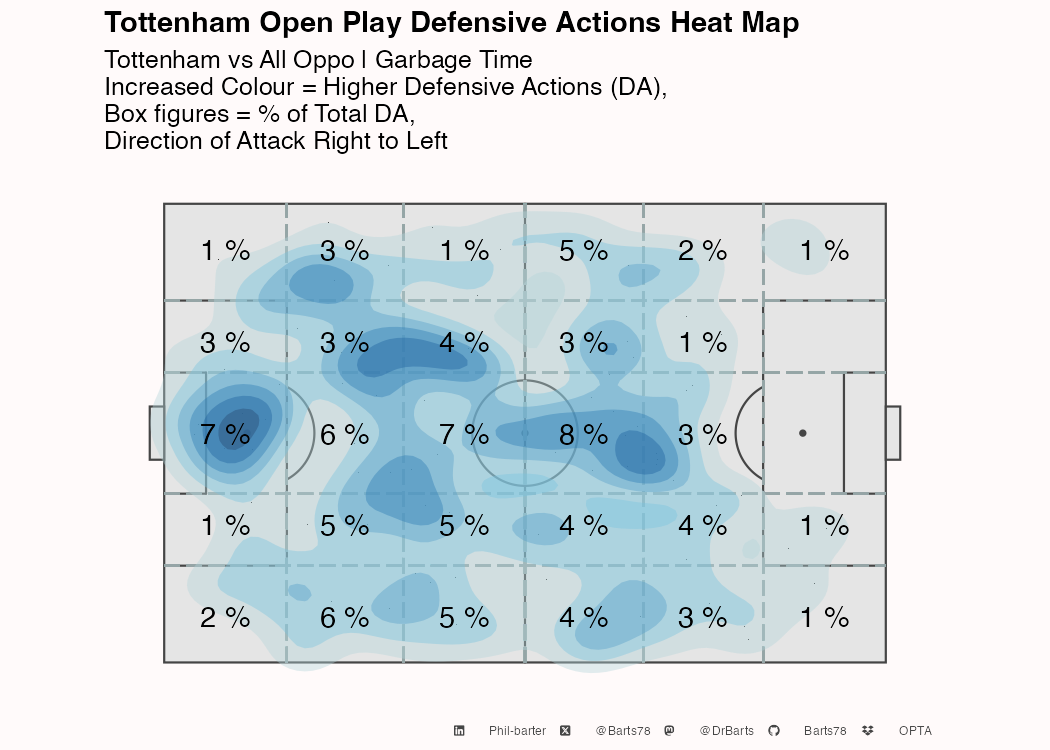 Tottenham Open Play Defensive Actions Heat Map
Tottenham vs All Oppo | Garbage Time
Increased Colour = Higher Defensive Actions (DA),
Box figures = % of Total DA,
Direction of Attack Right to Left
1 % 3 % 1 % 5 % 2 % 1 %
3 % 3 % 4 % 3 % 1 %
7 % 6 % 7 % 8 % 3 %
1 % 5 % 5 % 4 % 4 % 1 %
2 % 6 % 5 % 4 % 3 % 1 %
Phil-barter @Barts78 @DrBarts Barts78 OPTA